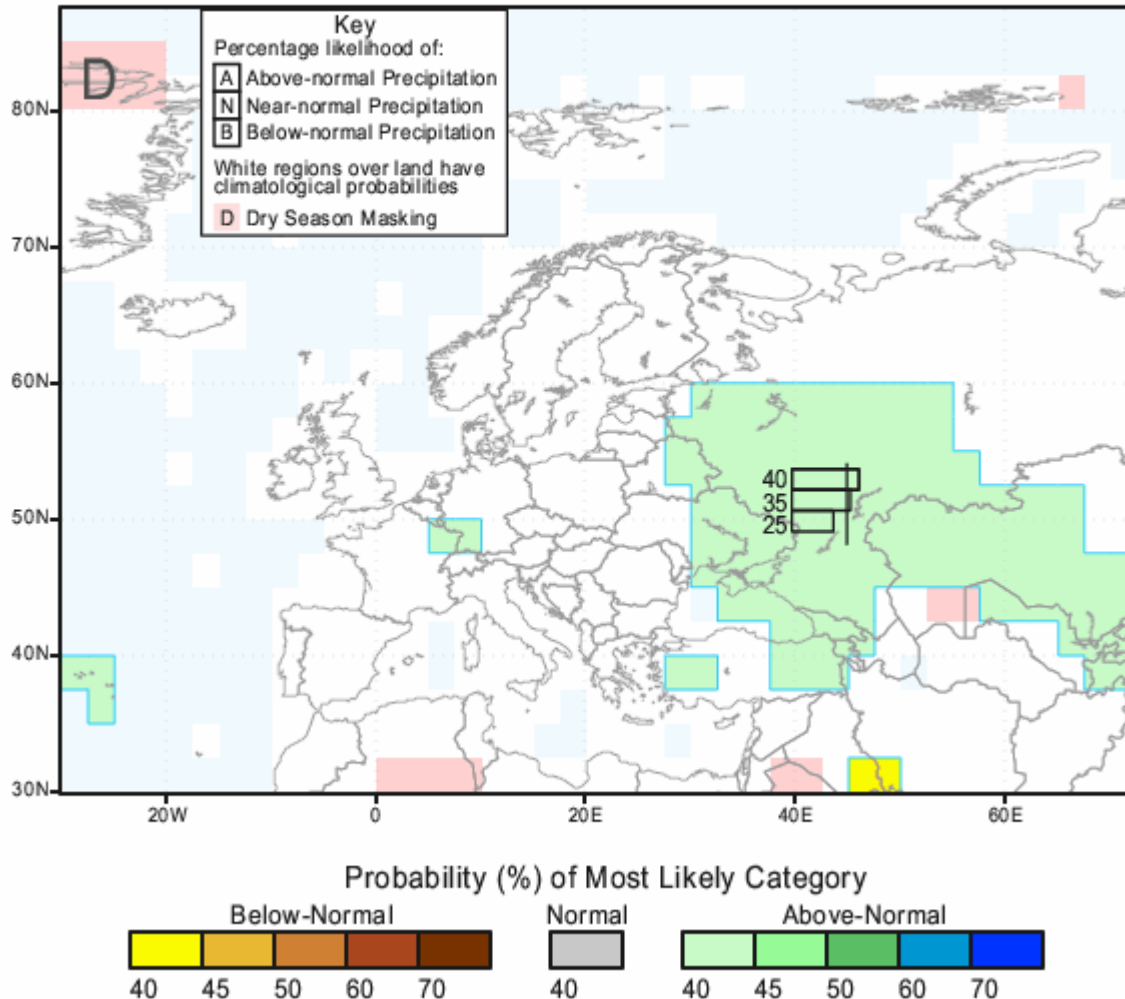 Key
Percentage likelihood of:
A Above-normal Precipitation
N Near-normal Precipitation
B Below-normal Precipitation
White regions over land have
climatological probabilities
D Dry Season Masking
D
80N
70N
60N
50N
40N
30N
40
35
25
20W 0 20E 40E 60E
Probability (%) of Most Likely Category
Below-Normal Normal Above-Normal
40 45 50 60 70 40 40 45 50 60 70